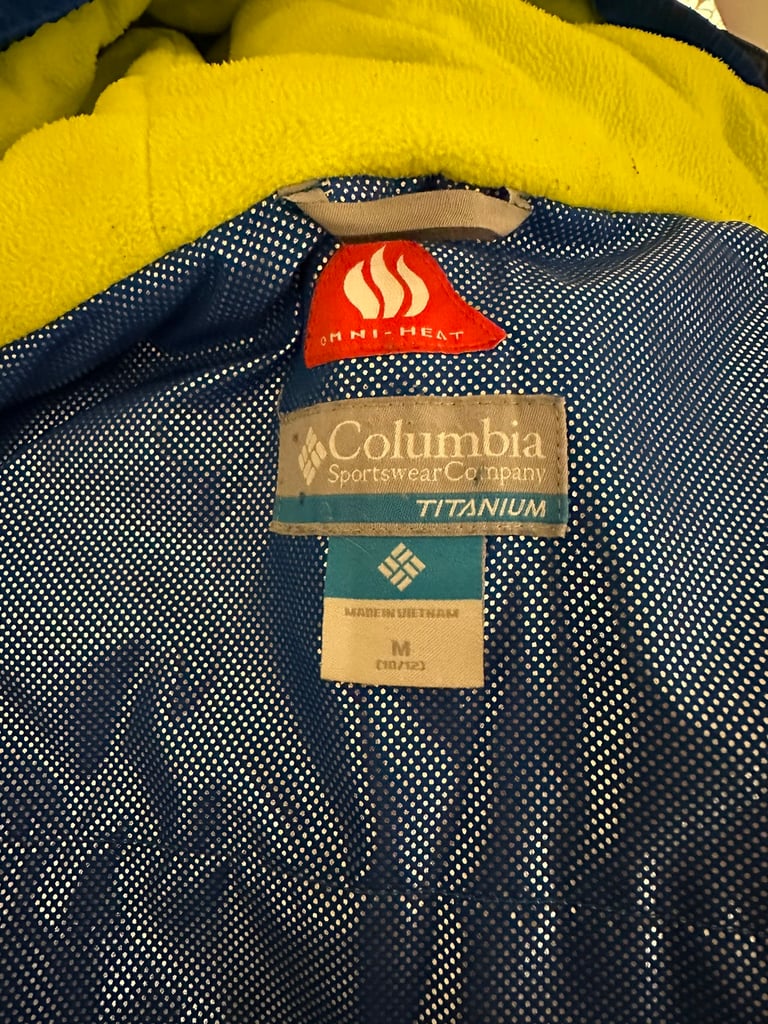 OMNI-HEAT
Columbia
Sportswear Company
TITANIUM
MADE IN VIETNAM
M
(10/12)